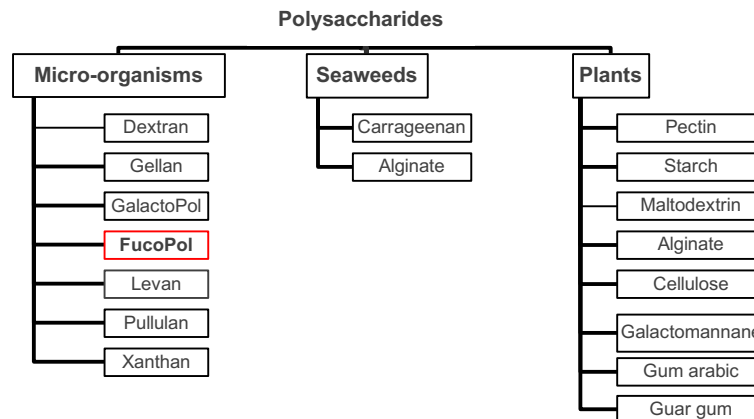 Polysaccharides
Micro-organisms
Dextran
Gellan
GalactoPol
FucoPol
Levan
Pullulan
Xanthan
Seaweeds
Carrageenan
Alginate
Plants
Pectin
Starch
Maltodextrin
Alginate
Cellulose
Galactomannane
Gum arabic
Guar gum